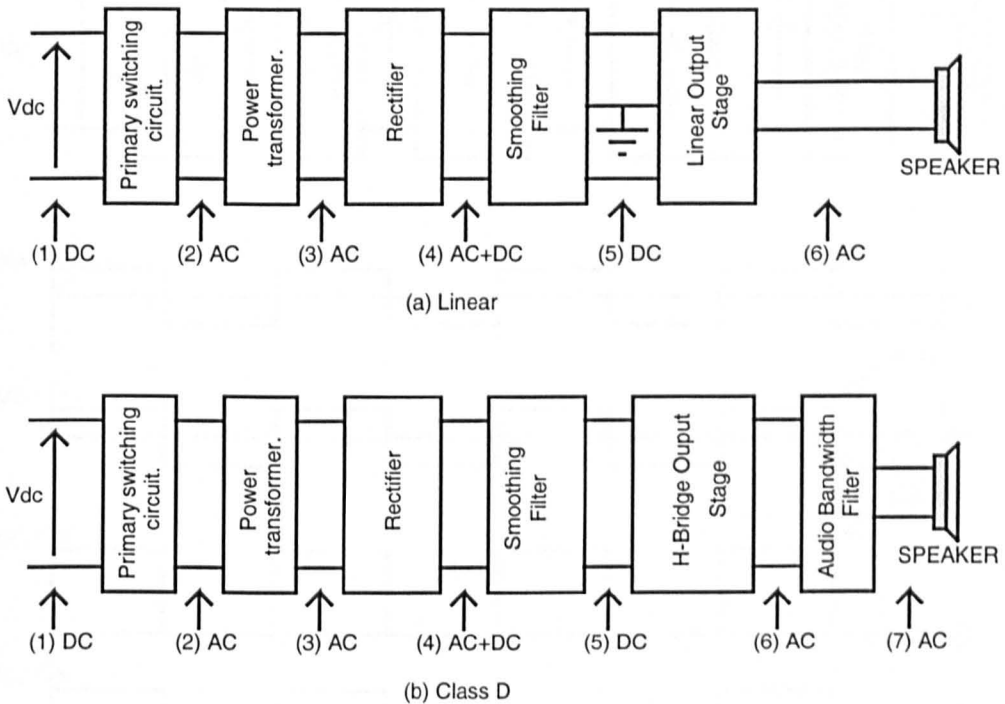 Vdc
Primary switching
circuit.
Power
transformer.
Rectifier
Smoothing
Filter
Linear Output
Stage
SPEAKER
(1) DC
(2) AC
(3) AC
(4) AC+DC
(5) DC
(6) AC
(a) Linear
Vdc
Primary switching
circuit.
Power
transformer.
Rectifier
Smoothing
Filter
H-Bridge Ouput
Stage
Audio Bandwidth
Filter
SPEAKER
(1) DC
(2) AC
(3) AC
(4) AC+DC
(5) DC
(6) AC
(7) AC
(b) Class D